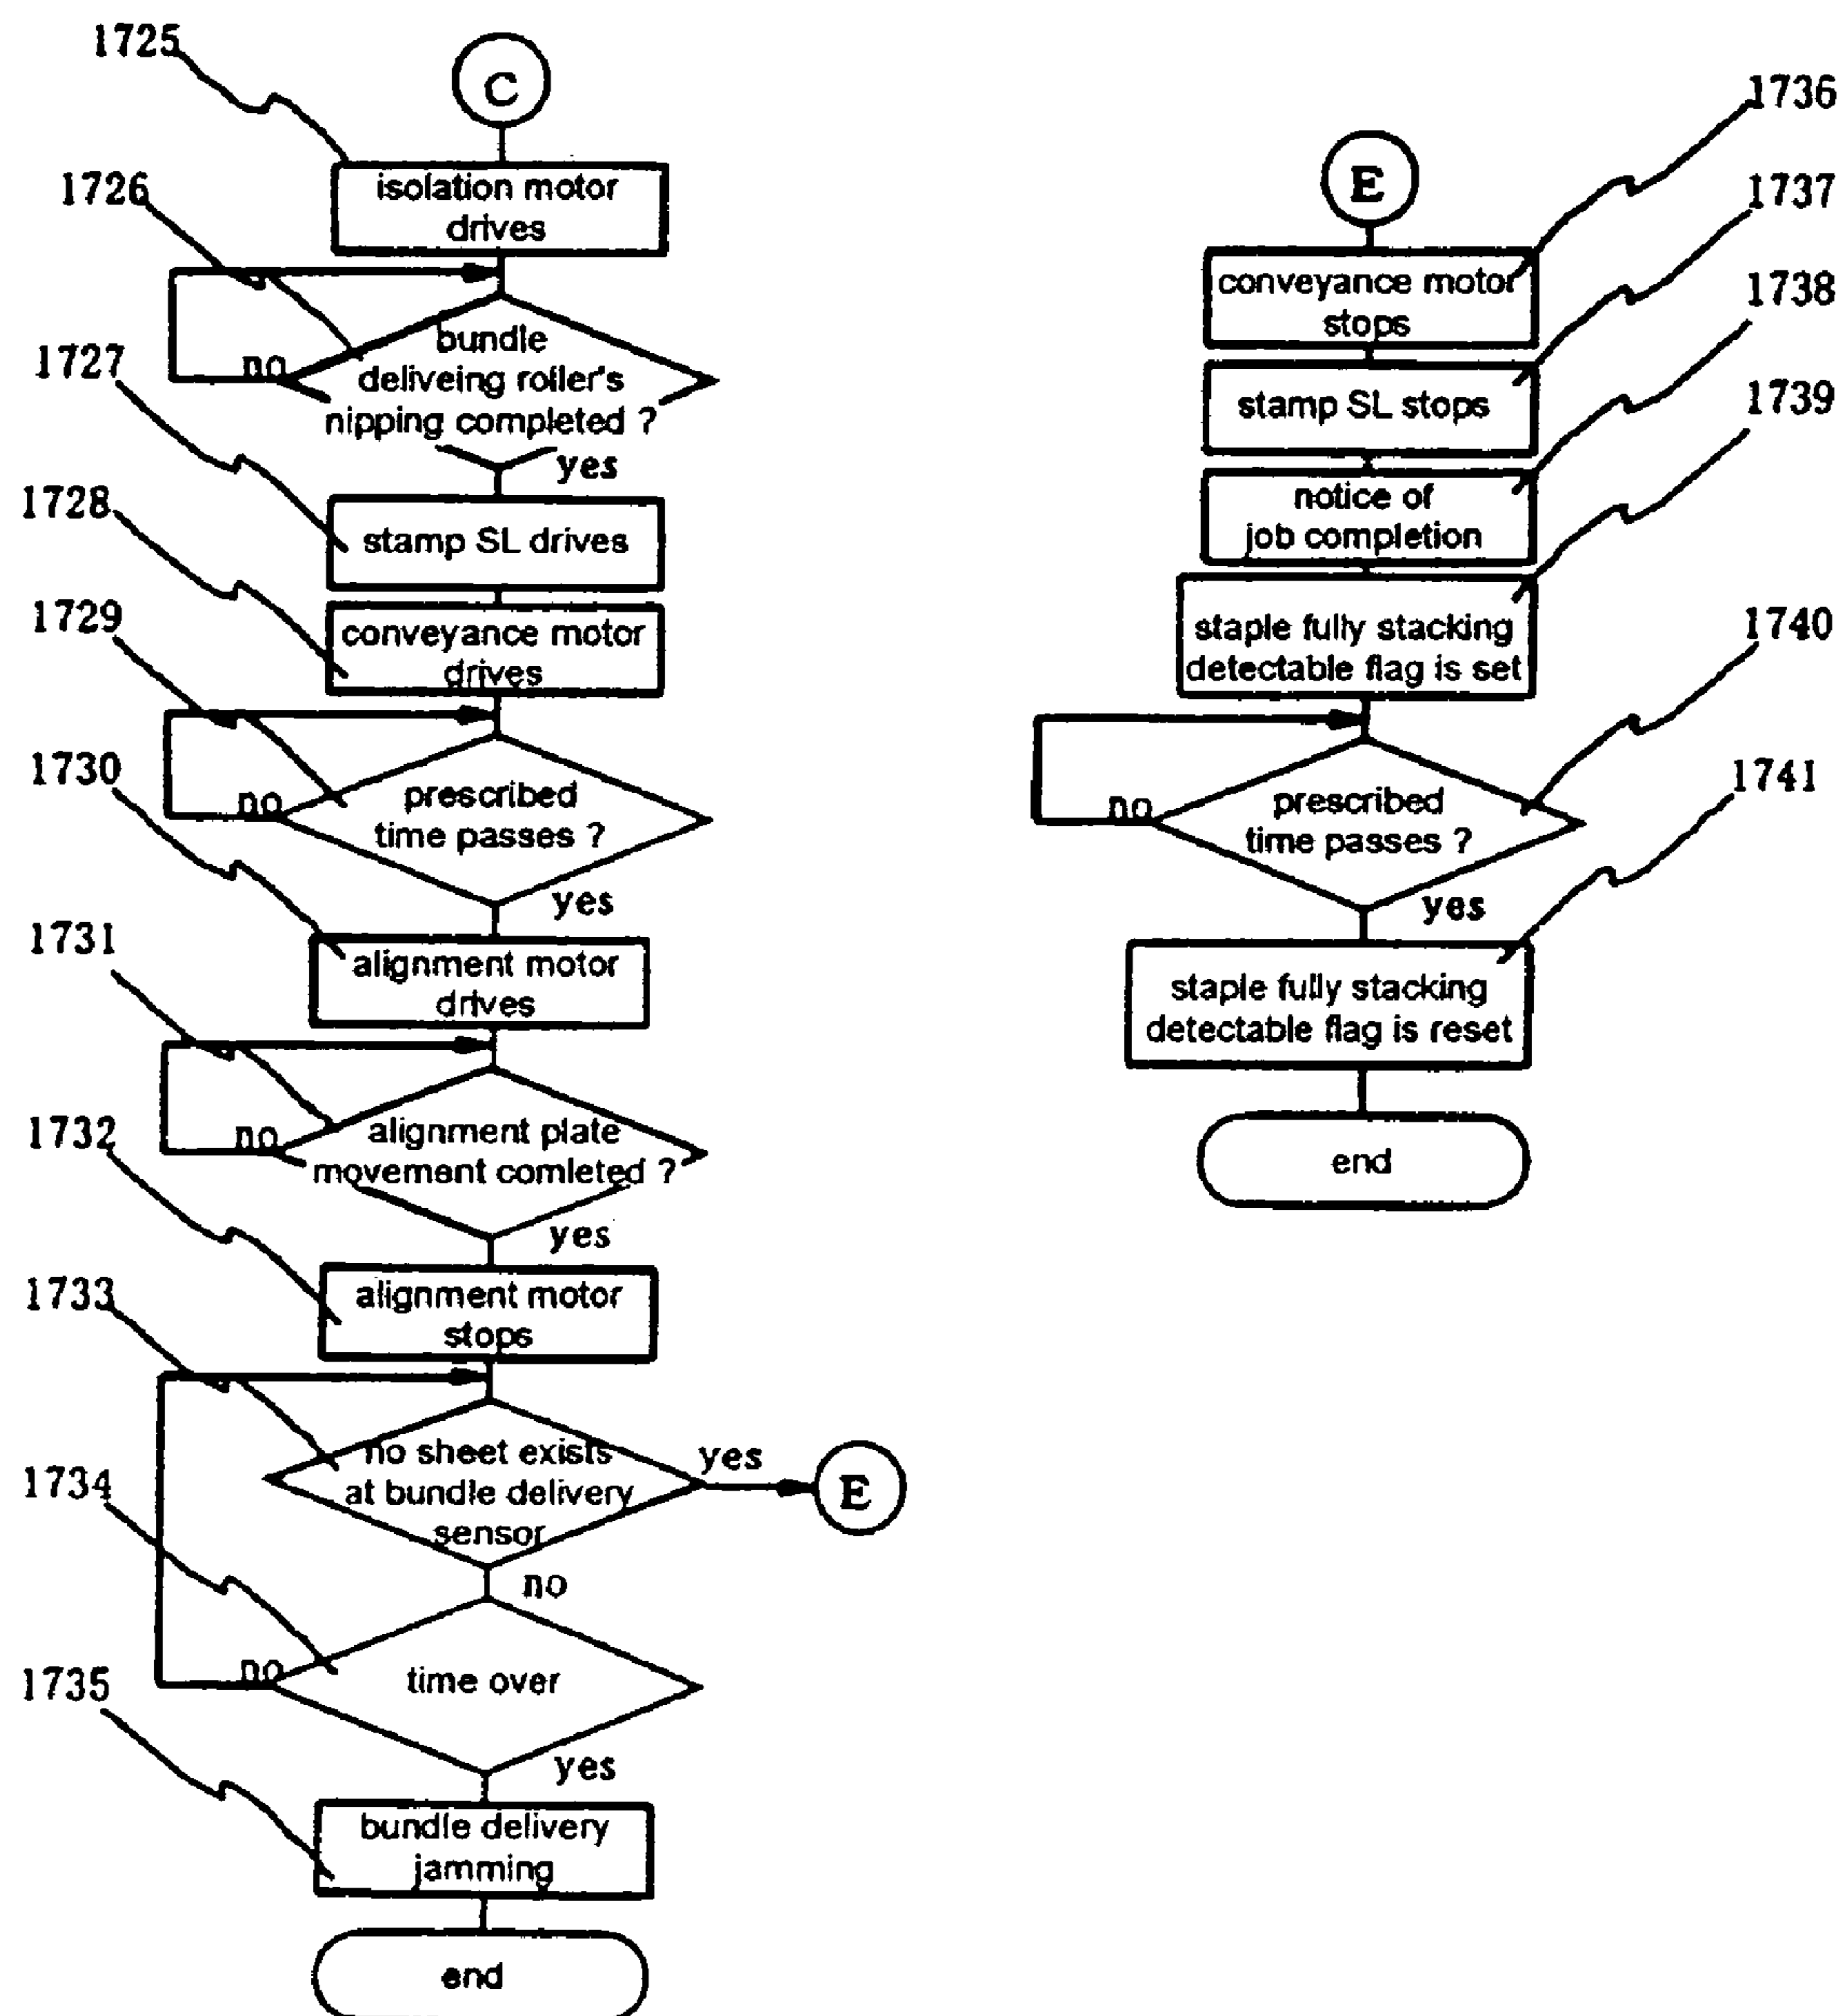 1725
C
isolation motor
drives
1726
no
bundle
deliveing roller's
nipping completed ?
yes
1727
stamp SL drives
1728
conveyance motor
drives
1729
no
prescribed
time passes ?
yes
1730
alignment motor
drives
1731
no
alignment plate
movement comleted ?
yes
1732
alignment motor
stops
1733
no sheet exists
at bundle delivery
sensor
yes
E
no
1734
no
time over
yes
1735
bundle delivery
jamming
end
E
1736
conveyance motor
stops
1737
stamp SL stops
1738
notice of
job completion
1739
staple fully stacking
detectable flag is set
1740
no
prescribed
time passes ?
yes
1741
staple fully stacking
detectable flag is reset
end